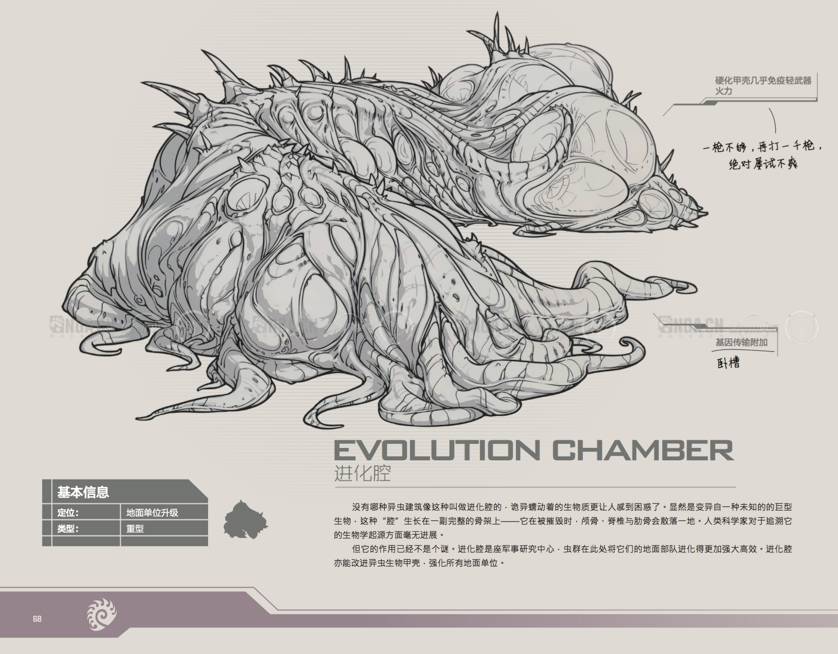 硬化甲壳几乎免疫轻武器
火力
一枪不够，再打一千枪，
绝对屡试不爽
基因传输附加
卧槽
EVOLUTION CHAMBER
进化腔
基本信息
定位： 地面单位升级
类型： 重型
没有哪种异虫建筑像这种叫做进化腔的，诡异蠕动着的生物质更让人感到困惑了。显然是变异自一种未知的的巨型
生物，这种“腔”生长在一副完整的骨架上——它在被摧毁时，颅骨、脊椎与肋骨会散落一地。人类科学家对于追溯它
的生物学起源方面毫无进展。
但它的作用已经不是个谜。进化腔是座军事研究中心，虫群在此处将它们的地面部队进化得更加强大高效。进化腔
亦能改进异虫生物甲壳，强化所有地面单位。
68